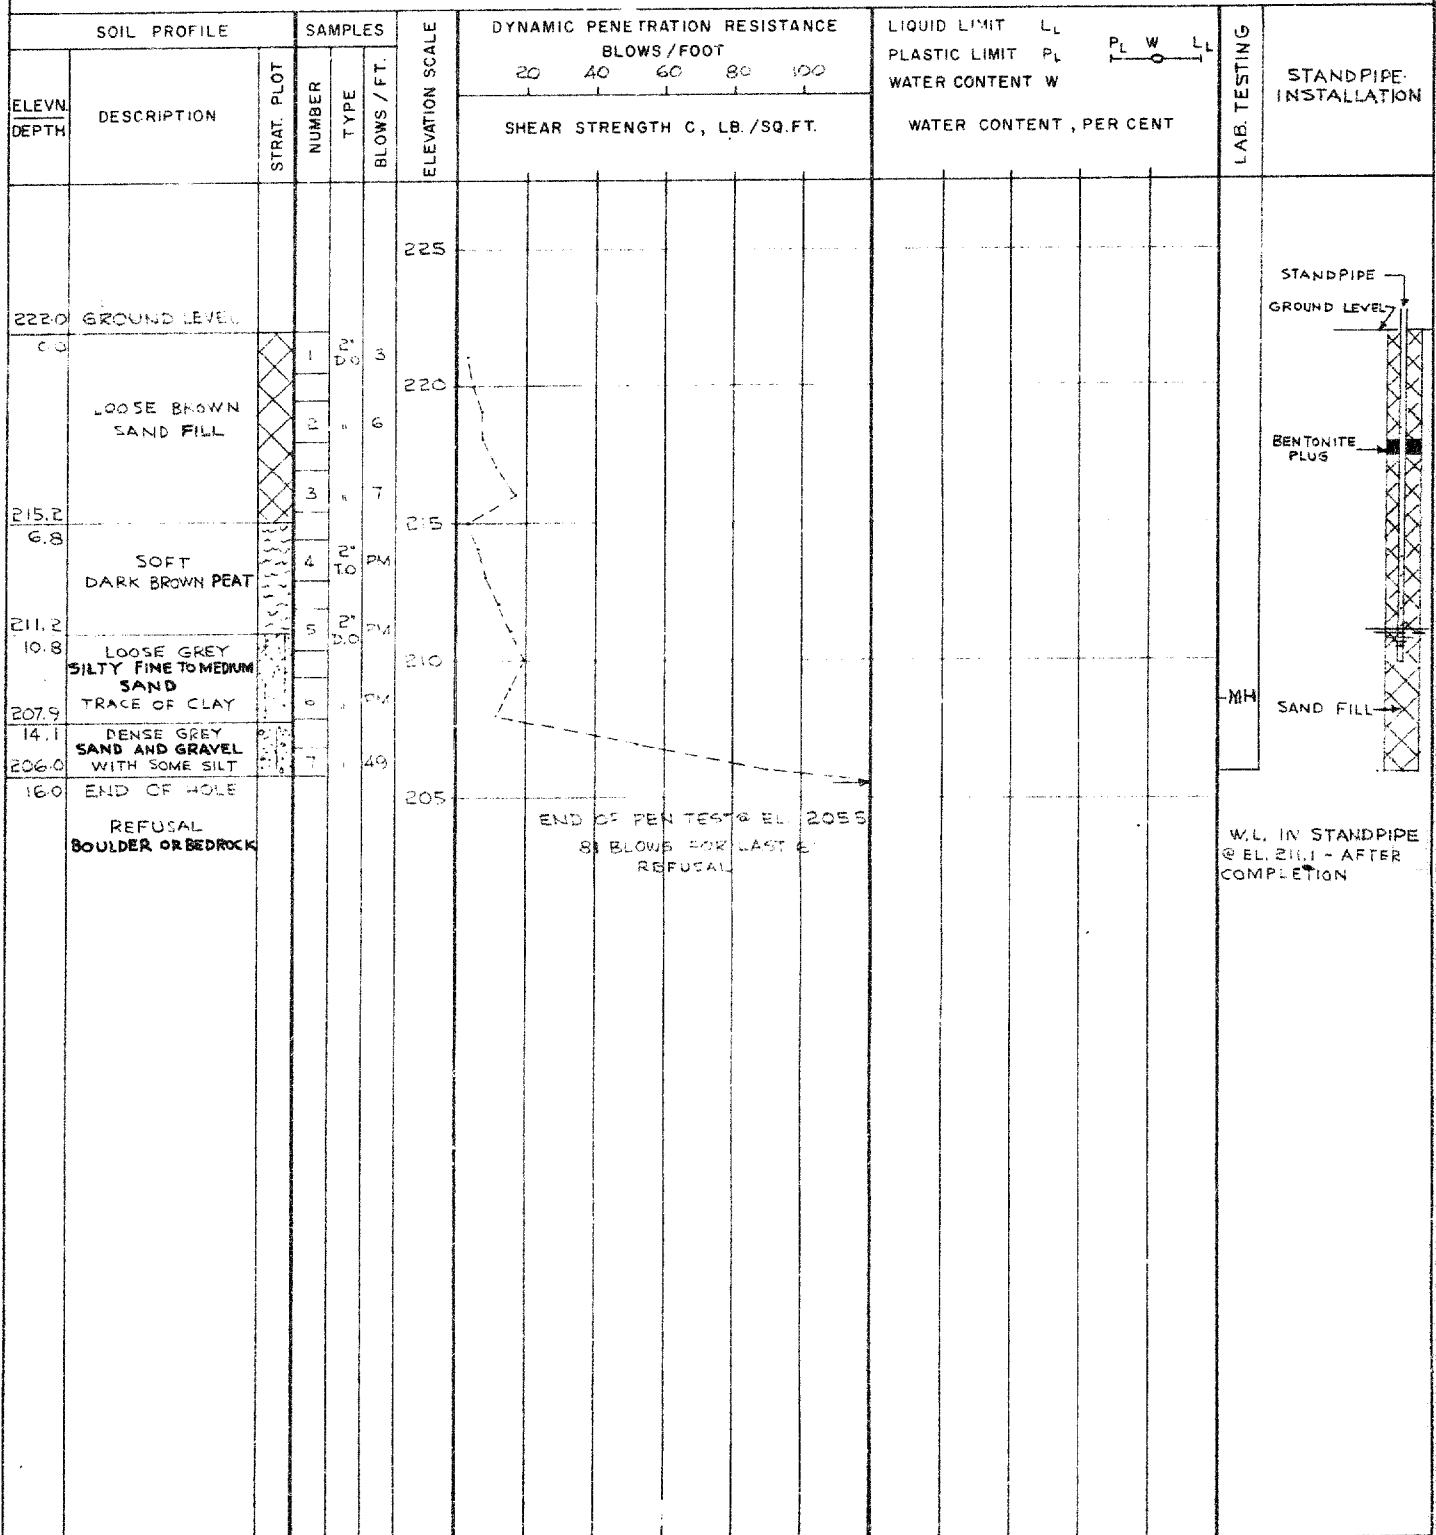 SOIL PROFILE
SAMPLES
ELEVATION SCALE
DYNAMIC PENETRATION RESISTANCE
BLOWS / FOOT
20 40 60 80 100
SHEAR STRENGTH C, LB./SQ.FT.
LIQUID LIMIT LL
PLASTIC LIMIT PL
WATER CONTENT W
PL W LL
WATER CONTENT, PER CENT
LAB. TESTING
STANDPIPE
INSTALLATION
ELEVN.
DEPTH
DESCRIPTION
STRAT. PLOT
NUMBER
TYPE
BLOWS / FT.
225
220
215
210
205
222.0 GROUND LEVEL
0.0
LOOSE BROWN
SAND FILL
1 2" D.O 3
2 " 6
3 " 7
215.2
6.8
SOFT
DARK BROWN PEAT
4 2" T.O PM
211.2
10.8
5 2" D.O PM
LOOSE GREY
SILTY FINE TO MEDIUM
SAND
TRACE OF CLAY
6 PM
207.9
14.1
DENSE GREY
SAND AND GRAVEL
WITH SOME SILT
7 49
206.0
16.0 END OF HOLE
REFUSAL
BOULDER OR BEDROCK
END OF PEN TEST @ EL. 205.5
81 BLOWS FOR LAST 6"
REFUSAL
MH
STANDPIPE
GROUND LEVEL
BENTONITE
PLUG
SAND FILL
W.L. IN STANDPIPE
@ EL. 211.1 - AFTER
COMPLETION